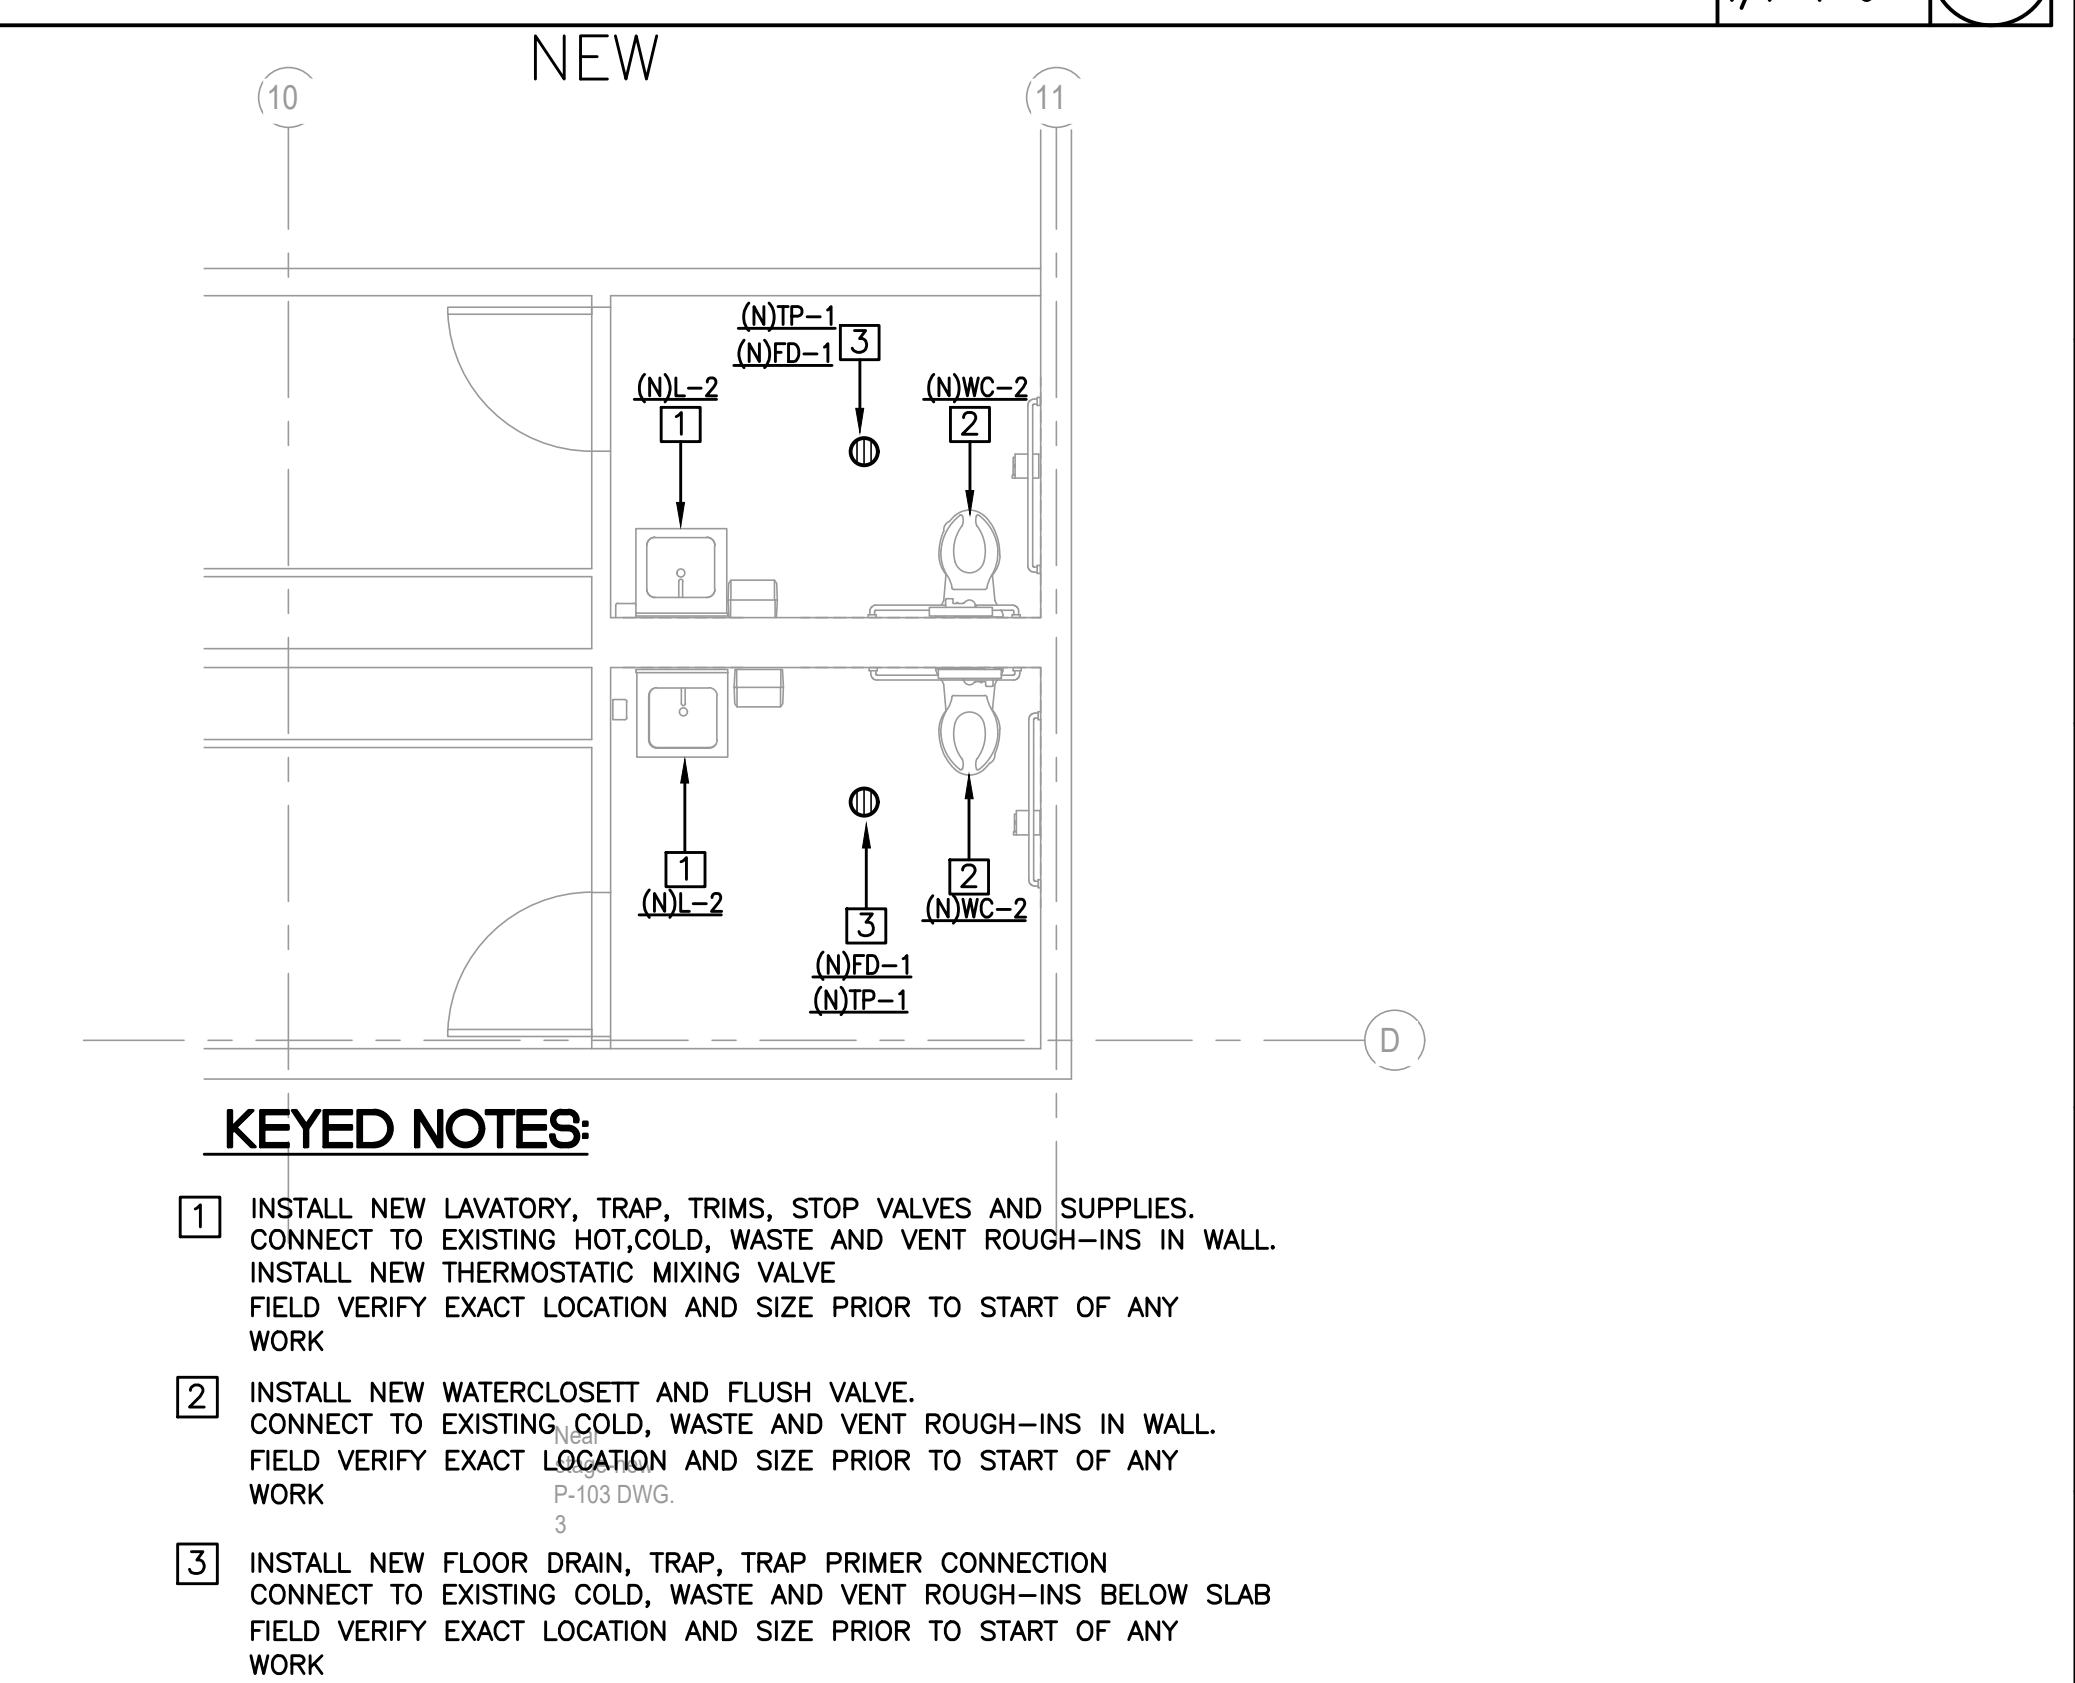 NEW
10
11
(N)TP-1
(N)FD-1
3
(N)L-2
1
(N)WC-2
2
1
(N)L-2
2
(N)WC-2
3
(N)FD-1
(N)TP-1
D
KEYED NOTES:
1
INSTALL NEW LAVATORY, TRAP, TRIMS, STOP VALVES AND SUPPLIES.
CONNECT TO EXISTING HOT,COLD, WASTE AND VENT ROUGH-INS IN WALL.
INSTALL NEW THERMOSTATIC MIXING VALVE
FIELD VERIFY EXACT LOCATION AND SIZE PRIOR TO START OF ANY
WORK
2
INSTALL NEW WATERCLOSETT AND FLUSH VALVE.
CONNECT TO EXISTING COLD, WASTE AND VENT ROUGH-INS IN WALL.
FIELD VERIFY EXACT LOCATION AND SIZE PRIOR TO START OF ANY
WORK
Neal
stage-new
P-103 DWG.
3
3
INSTALL NEW FLOOR DRAIN, TRAP, TRAP PRIMER CONNECTION
CONNECT TO EXISTING COLD, WASTE AND VENT ROUGH-INS BELOW SLAB
FIELD VERIFY EXACT LOCATION AND SIZE PRIOR TO START OF ANY
WORK